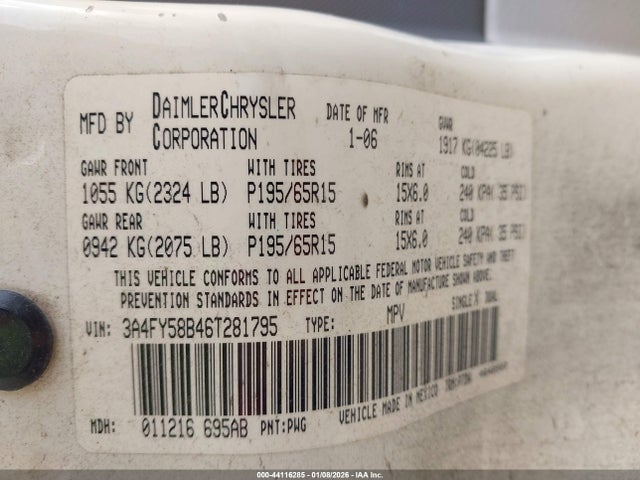 MFD BY DAIMLERCHRYSLER CORPORATION DATE OF MFR 1-06 GVWR 1917 KG(04225 LB)
GAWR FRONT WITH TIRES RIMS AT COLD
1055 KG(2324 LB) P195/65R15 15X6.0 240 KPA( 35 PSI)
GAWR REAR WITH TIRES RIMS AT COLD
0942 KG(2075 LB) P195/65R15 15X6.0 240 KPA( 35 PSI)
THIS VEHICLE CONFORMS TO ALL APPLICABLE FEDERAL MOTOR VEHICLE SAFETY AND THEFT
PREVENTION STANDARDS IN EFFECT ON THE DATE OF MANUFACTURE SHOWN ABOVE.
VIN: 3A4FY58B46T281795 TYPE: MPV SINGLE X DUAL
MDH: 011216 695AB PNT:PWG VEHICLE MADE IN MEXICO
000-44116285 - 01/08/2026 - IAA Inc.